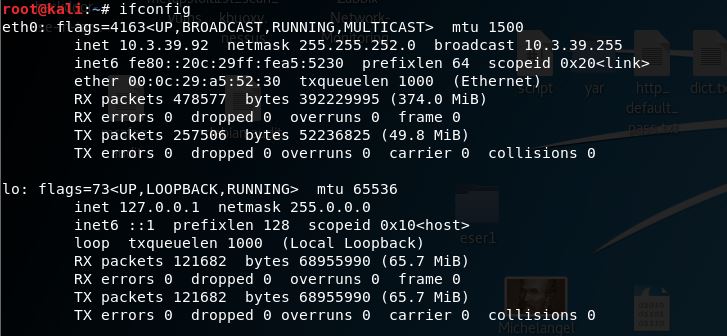 root@kali:~# ifconfig
eth0: flags=4163<UP,BROADCAST,RUNNING,MULTICAST>  mtu 1500
        inet 10.3.39.92  netmask 255.255.252.0  broadcast 10.3.39.255
        inet6 fe80::20c:29ff:fea5:5230  prefixlen 64  scopeid 0x20<link>
        ether 00:0c:29:a5:52:30  txqueuelen 1000  (Ethernet)
        RX packets 478577  bytes 392229995 (374.0 MiB)
        RX errors 0  dropped 0  overruns 0  frame 0
        TX packets 257506  bytes 52236825 (49.8 MiB)
        TX errors 0  dropped 0 overruns 0  carrier 0  collisions 0
lo: flags=73<UP,LOOPBACK,RUNNING>  mtu 65536
        inet 127.0.0.1  netmask 255.0.0.0
        inet6 ::1  prefixlen 128  scopeid 0x10<host>
        loop  txqueuelen 1000  (Local Loopback)
        RX packets 121682  bytes 68955990 (65.7 MiB)
        RX errors 0  dropped 0  overruns 0  frame 0
        TX packets 121682  bytes 68955990 (65.7 MiB)
        TX errors 0  dropped 0 overruns 0  carrier 0  collisions 0
script
yar
http_
default_
pass.txt
dict.tx
eser1
Michelangel